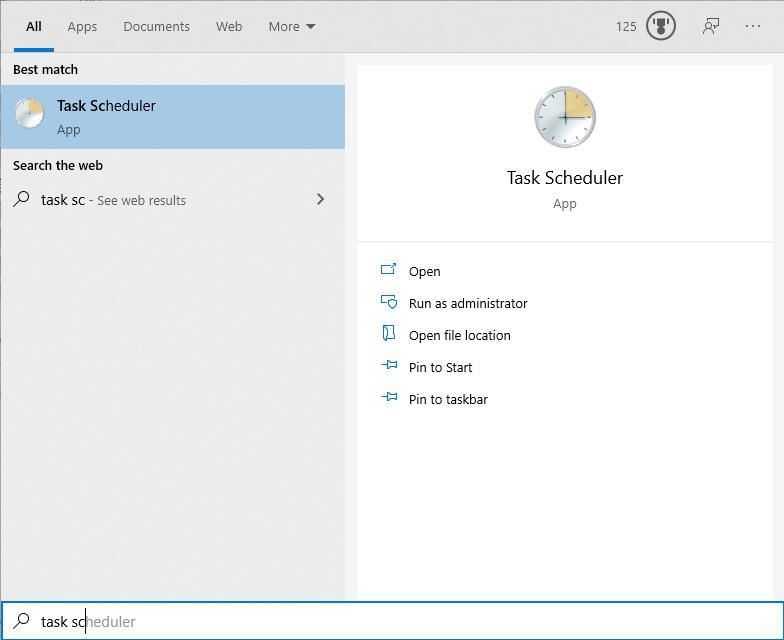 All Apps Documents Web More 125 ...
Best match
Task Scheduler
App
Search the web
task sc - See web results
Task Scheduler
App
Open
Run as administrator
Open file location
Pin to Start
Pin to taskbar
task scheduler